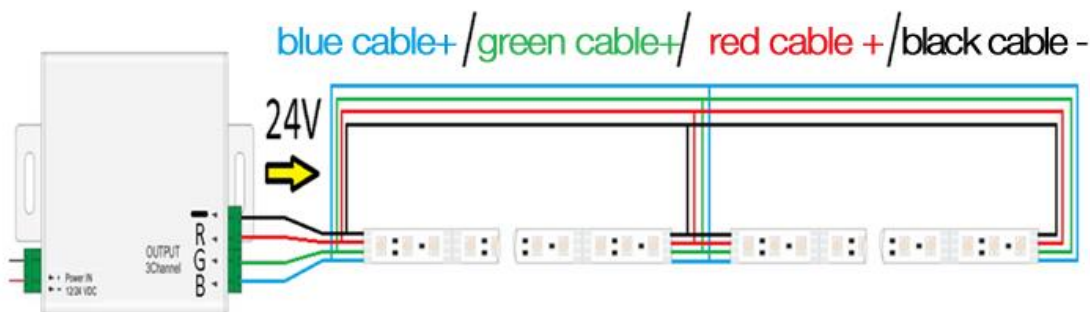 blue cable+ / green cable+ / red cable + / black cable -
24V
━ ◄
R ◄
OUTPUT G ◄
3Channel
B ◄
► + Power IN
► − 12/24 VDC